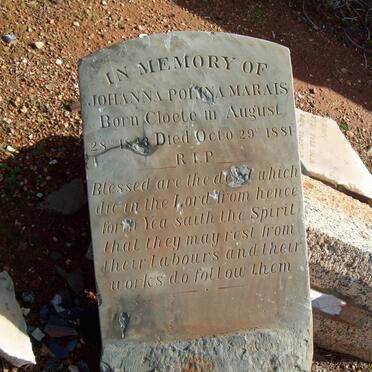 IN MEMORY OF
JOHANNA POLINA MARAIS
Born Cloete in August
28th Died Octo 29th 1881
R.I.P
Blessed are the which
die in the Lord from hence
forth Yea saith the Spirit
that they may rest from
their labours and their
works do follow them